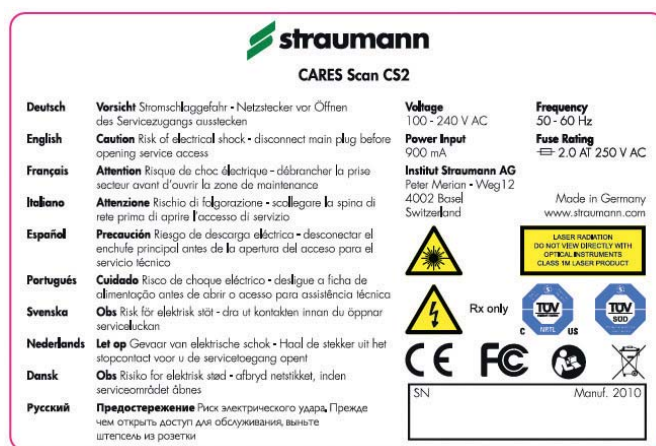 straumann
CARES Scan CS2
Deutsch
Vorsicht Stromschlaggefahr - Netzstecker vor Öffnen
des Servicezugangs ausstecken
English
Caution Risk of electrical shock - disconnect main plug before
opening service access
Français
Attention Risque de choc électrique - débrancher la prise
secteur avant d'ouvrir la zone de maintenance
Italiano
Attenzione Rischio di folgorazione - scollegare la spina di
rete prima di aprire l'accesso di servizio
Español
Precaución Riesgo de descarga eléctrica - desconectar el
enchufe principal antes de la apertura del acceso para el
servicio técnico
Portugués
Cuidado Risco de choque eléctrico - desligue a ficha de
alimentação antes de abrir o acesso para assistência técnica
Svenska
Obs Risk för elektrisk stöt - dra ut kontakten innan du öppnar
serviceluckan
Nederlands
Let op Gevaar van elektrische schok - Haal de stekker uit het
stopcontact voor u de servicetoegang opent
Dansk
Obs Risiko for elektrisk stød - afbryd netstikket, inden
serviceområdet åbnes
Русский
Предостережение Риск электрического удара. Прежде
чем открыть доступ для обслуживания, выньте
штепсель из розетки
Voltage
100 - 240 V AC
Frequency
50 - 60 Hz
Power Input
900 mA
Fuse Rating
2.0 AT 250 V AC
Institut Straumann AG
Peter Merian - Weg12
4002 Basel
Switzerland
Made in Germany
www.straumann.com
LASER RADIATION
DO NOT VIEW DIRECTLY WITH
OPTICAL INSTRUMENTS
CLASS 1M LASER PRODUCT
Rx only
TÜV
NRTL
C US
TÜV
SÜD
CE FC
SN
Manuf. 2010